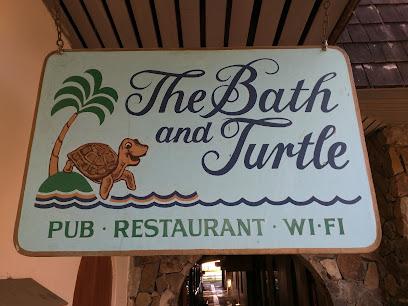 The Bath
and Turtle
PUB · RESTAURANT · WI-FI